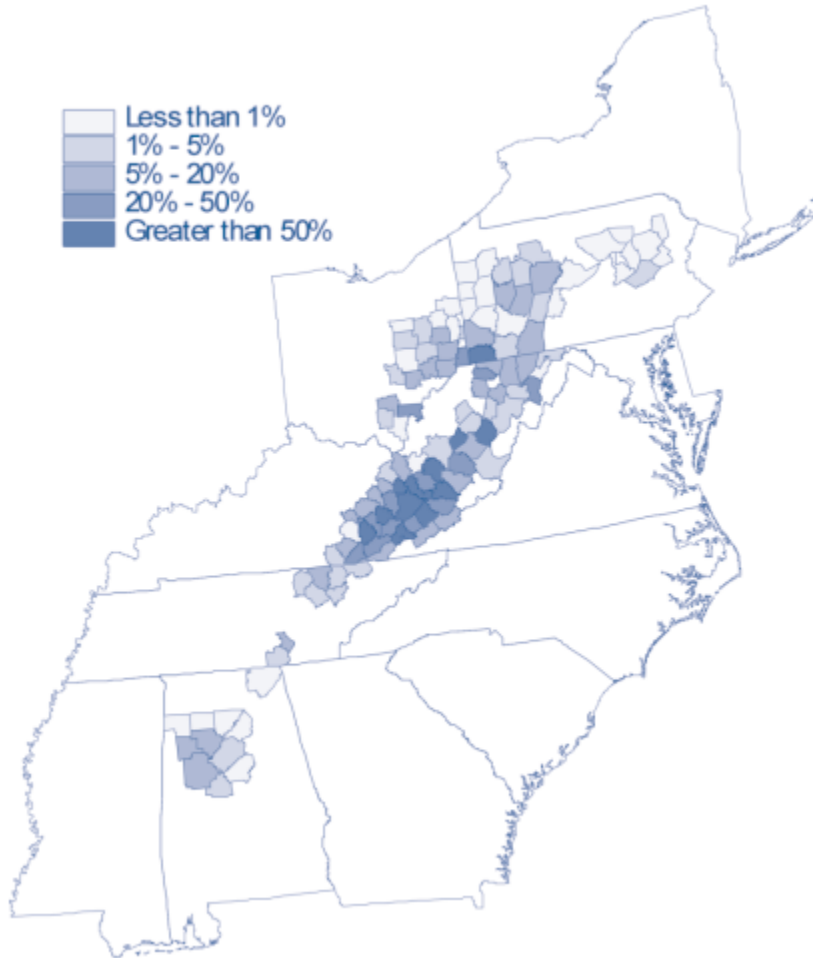 Less than 1%
1% - 5%
5% - 20%
20% - 50%
Greater than 50%